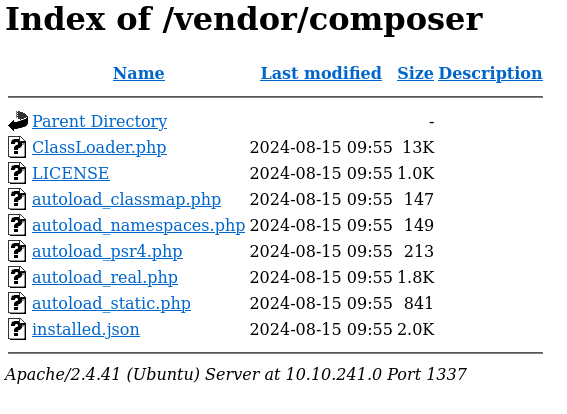 Index of /vendor/composer
Name Last modified Size Description
Parent Directory -
ClassLoader.php 2024-08-15 09:55 13K
LICENSE 2024-08-15 09:55 1.0K
autoload_classmap.php 2024-08-15 09:55 147
autoload_namespaces.php 2024-08-15 09:55 149
autoload_psr4.php 2024-08-15 09:55 213
autoload_real.php 2024-08-15 09:55 1.8K
autoload_static.php 2024-08-15 09:55 841
installed.json 2024-08-15 09:55 2.0K
Apache/2.4.41 (Ubuntu) Server at 10.10.241.0 Port 1337